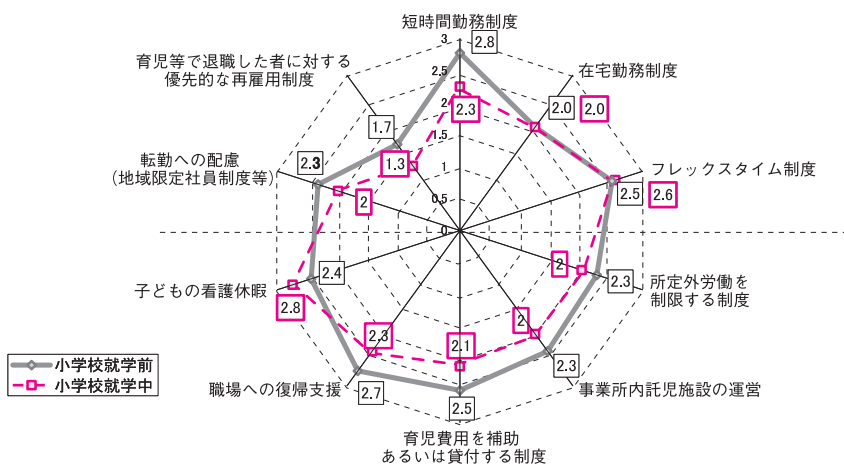 短時間勤務制度
3
2.8
育児等で退職した者に対する
優先的な再雇用制度
在宅勤務制度
2.5
2.0
2.0
2
2.3
1.7
1.5
1.3
転勤への配慮
(地域限定社員制度等)
2.3
フレックスタイム制度
1
2.5
2.6
2
0.5
0
子どもの看護休暇
2.4
2
2.3
所定外労働を
制限する制度
2.8
2.3
2.1
2
小学校就学前
小学校就学中
2.3
職場への復帰支援
2.7
2.5
事業所内託児施設の運営
育児費用を補助
あるいは貸付する制度